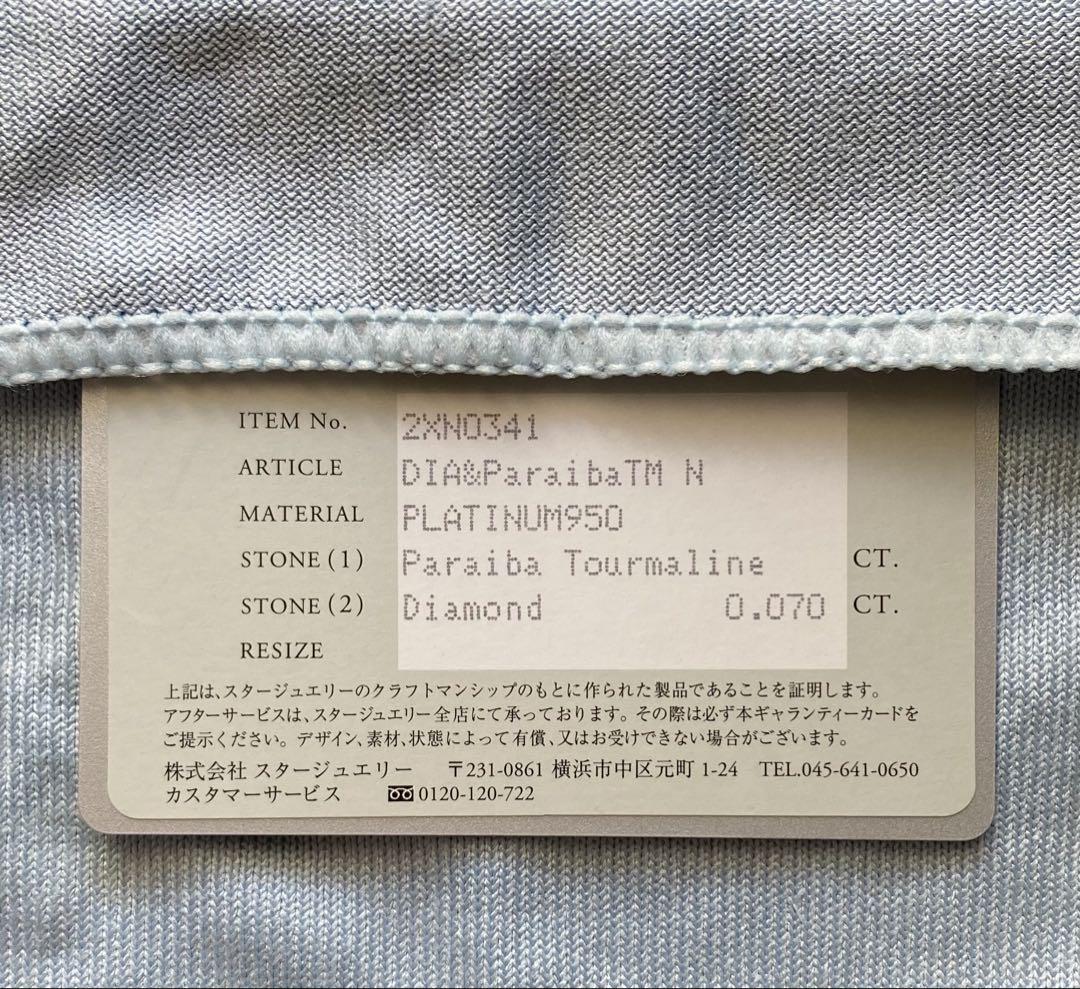 ITEM No. 2XN0341
ARTICLE DIA&ParaibaTM N
MATERIAL PLATINUM950
STONE (1) Paraiba Tourmaline CT.
STONE (2) Diamond 0.070 CT.
RESIZE
上記は、スタージュエリーのクラフトマンシップのもとに作られた製品であることを証明します。
アフターサービスは、スタージュエリー全店にて承っております。その際は必ず本ギャランティーカードを
ご提示ください。デザイン、素材、状態によって有償、又はお受けできない場合がございます。
株式会社 スタージュエリー 〒231-0861 横浜市中区元町 1-24 TEL.045-641-0650
カスタマーサービス 0120-120-722